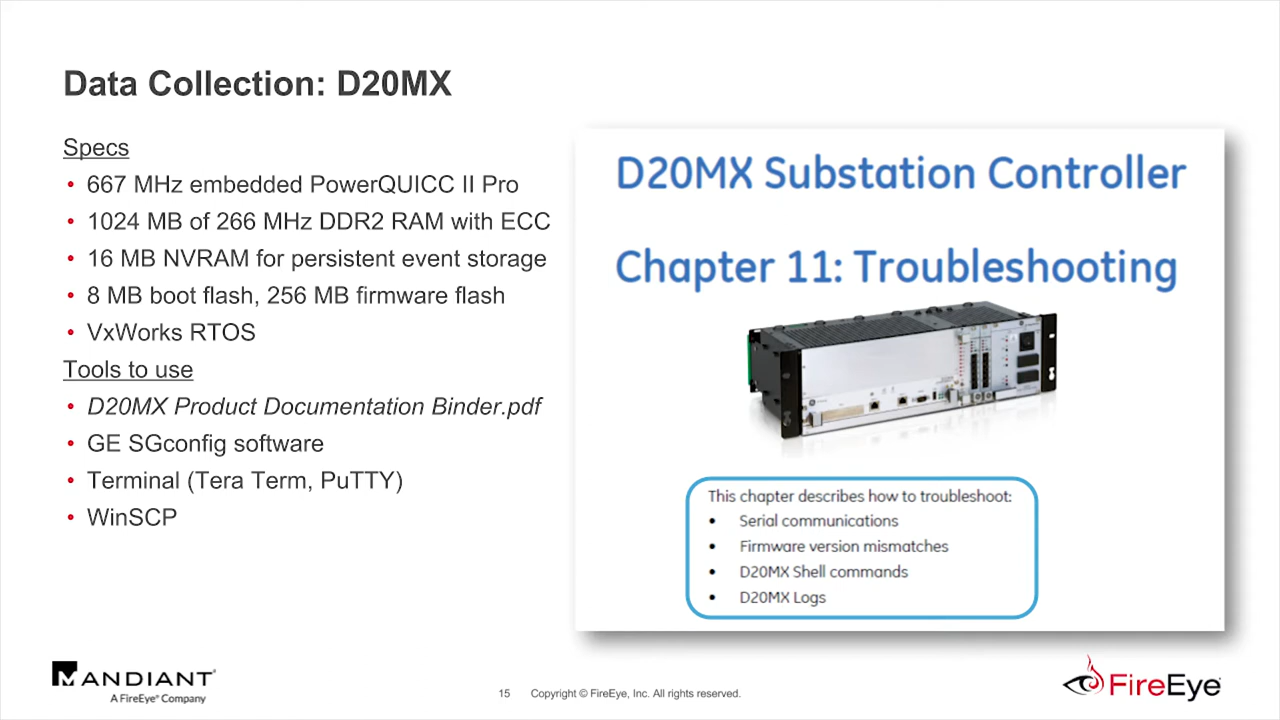 Data Collection: D20MX
Specs
• 667 MHz embedded PowerQUICC II Pro
• 1024 MB of 266 MHz DDR2 RAM with ECC
• 16 MB NVRAM for persistent event storage
• 8 MB boot flash, 256 MB firmware flash
• VxWorks RTOS
Tools to use
• D20MX Product Documentation Binder.pdf
• GE SGconfig software
• Terminal (Tera Term, PuTTY)
• WinSCP
D20MX Substation Controller
Chapter 11: Troubleshooting
This chapter describes how to troubleshoot:
• Serial communications
• Firmware version mismatches
• D20MX Shell commands
• D20MX Logs
MANDIANT
A FireEye® Company
15 Copyright © FireEye, Inc. All rights reserved.
FireEye